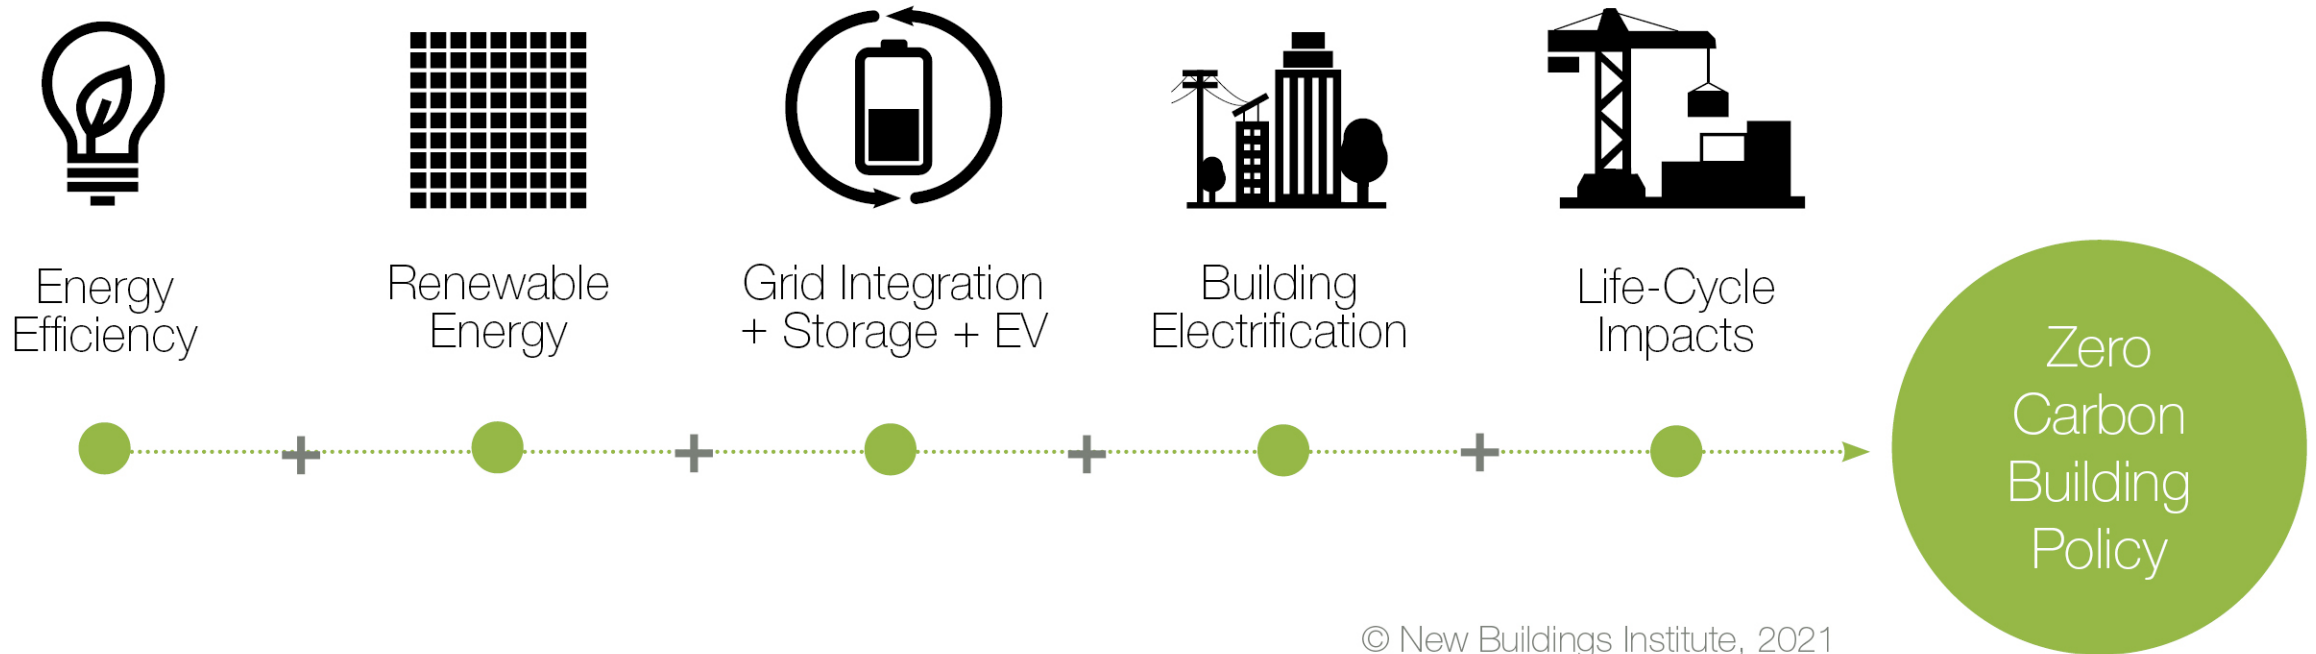 Energy
Efficiency
Renewable
Energy
Grid Integration
+ Storage + EV
Building
Electrification
Life-Cycle
Impacts
Zero
Carbon
Building
Policy
© New Buildings Institute, 2021